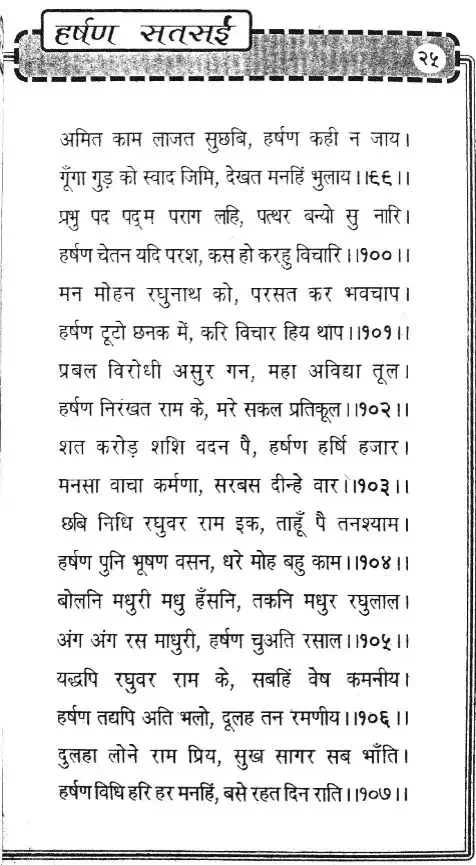 हर्षण सतसई
२५
अमित काम लाजत सुछबि, हर्षण कही न जाय।
गूँगा गुड़ को स्वाद जिमि, देखत मनहिं भुलाय।।९९।।
प्रभु पद पद्म पराग लहि, पत्थर बन्यो सु नारि।
हर्षण चेतन यदि परश, कस हो करहु विचारि।।१००।।
मन मोहन रघुनाथ को, परसत कर भवचाप।
हर्षण टूटो छनक में, करि विचार हिय थाप।।१०१।।
प्रबल विरोधी असुर गन, महा अविद्या तूल।
हर्षण निरखत राम के, मरे सकल प्रतिकूल।।१०२।।
शत करोड़ शशि वदन पै, हर्षण हर्षि हजार।
मनसा वाचा कर्मणा, सरबस दीन्हे वार।।१०३।।
छबि निधि रघुवर राम इक, ताहूँ पै तनश्याम।
हर्षण पुनि भूषण वसन, धरे मोह बहु काम।।१०४।।
बोलनि मधुरी मधु हँसनि, तकनि मधुर रघुलाल।
अंग अंग रस माधुरी, हर्षण चुअति रसाल।।१०५।।
यद्धपि रघुवर राम के, सबहिं वेष कमनीय।
हर्षण तद्यपि अति भलो, दूलह तन रमणीय।।१०६।।
दुलहा लोने राम प्रिय, सुख सागर सब भाँति।
हर्षण विधि हरि हर मनहिं, बसे रहत दिन राति।।१०७।।